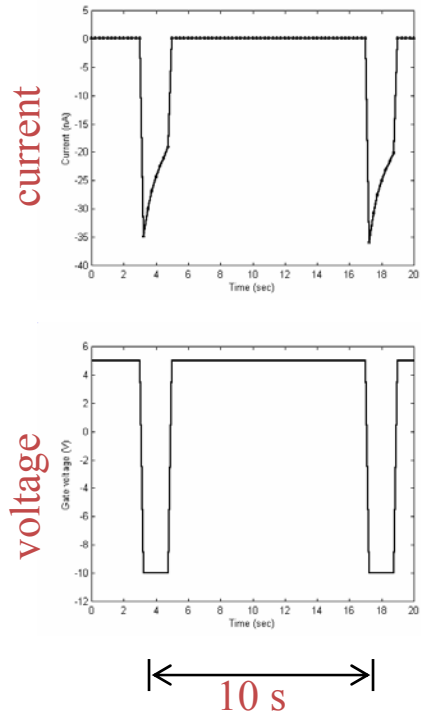 current
Current (nA)
5
0
-5
-10
-15
-20
-25
-30
-35
-40
0 2 4 6 8 10 12 14 16 18 20
Time (sec)
voltage
Gate voltage (V)
6
4
2
0
-2
-4
-6
-8
-10
-12
0 2 4 6 8 10 12 14 16 18 20
Time (sec)
10 s